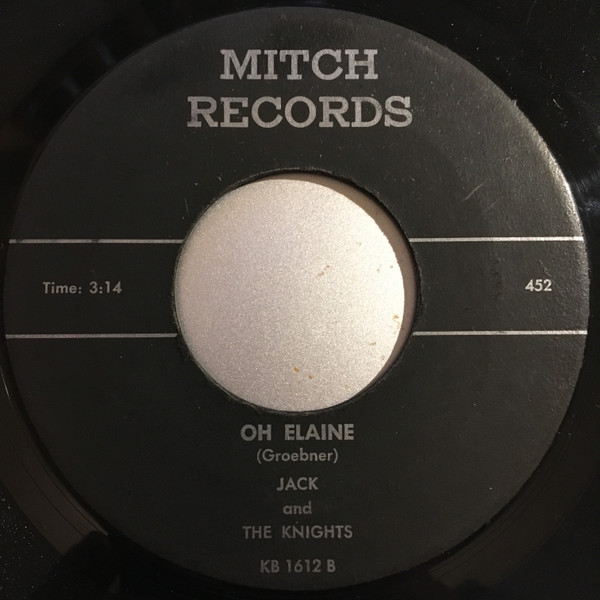 MITCH
RECORDS
Time: 3:14
452
OH ELAINE
(Groebner)
JACK
and
THE KNIGHTS
KB 1612 B